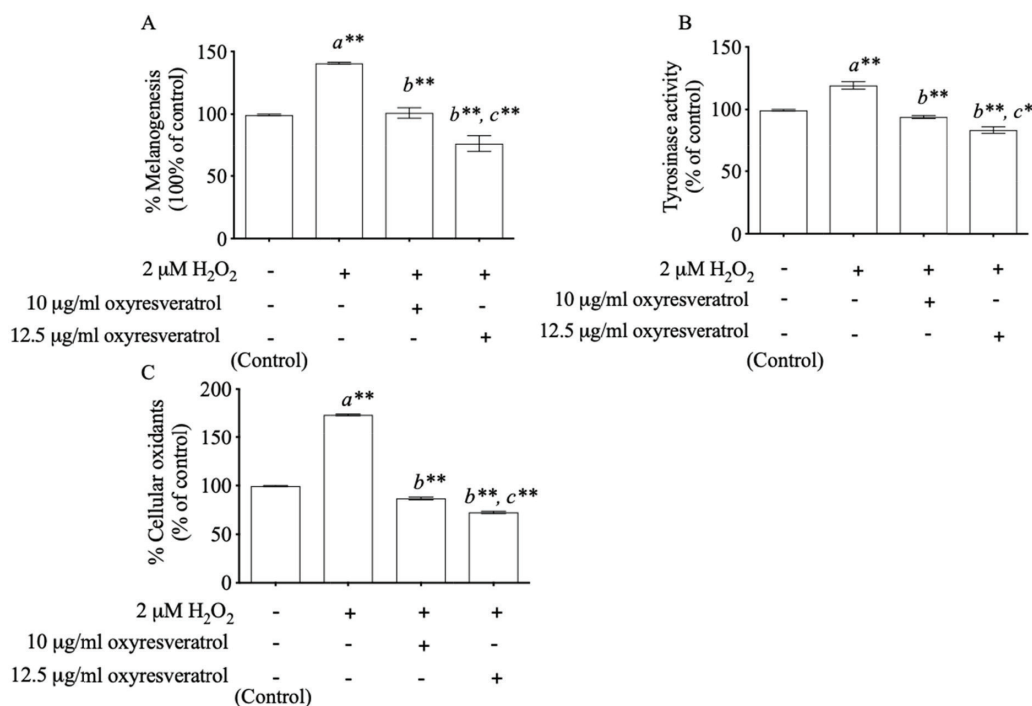 A
% Melanogenesis
(100% of control)
150
100
50
0
a**
b**
b**, c**
2 μM H₂O₂ - + + +
10 μg/ml oxyresveratrol - - + -
12.5 μg/ml oxyresveratrol - - - +
(Control)
B
Tyrosinase activity
(% of control)
150
100
50
0
a**
b**
b**, c*
2 μM H₂O₂ - + + +
10 μg/ml oxyresveratrol - - + -
12.5 μg/ml oxyresveratrol - - - +
(Control)
C
% Cellular oxidants
(% of control)
200
150
100
50
0
a**
b**
b**, c**
2 μM H₂O₂ - + + +
10 μg/ml oxyresveratrol - - + -
12.5 μg/ml oxyresveratrol - - - +
(Control)